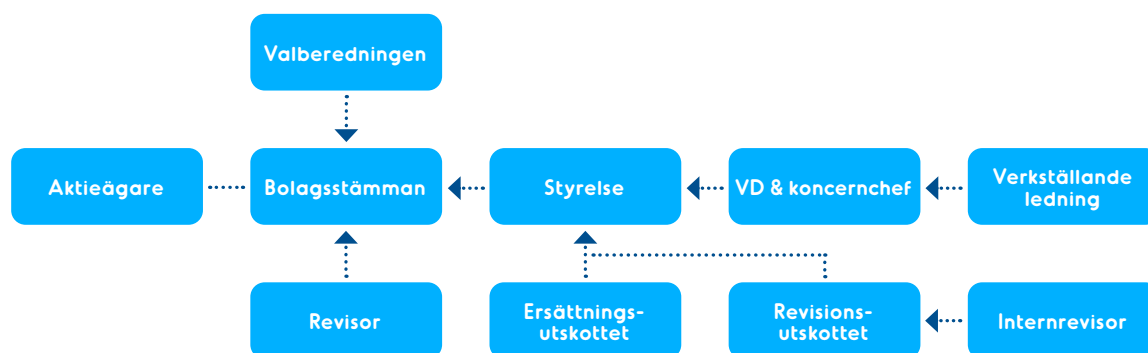 Valberedningen
Aktieägare
Bolagsstämman
Styrelse
VD & koncernchef
Verkställande
ledning
Revisor
Ersättnings-
utskottet
Revisions-
utskottet
Internrevisor